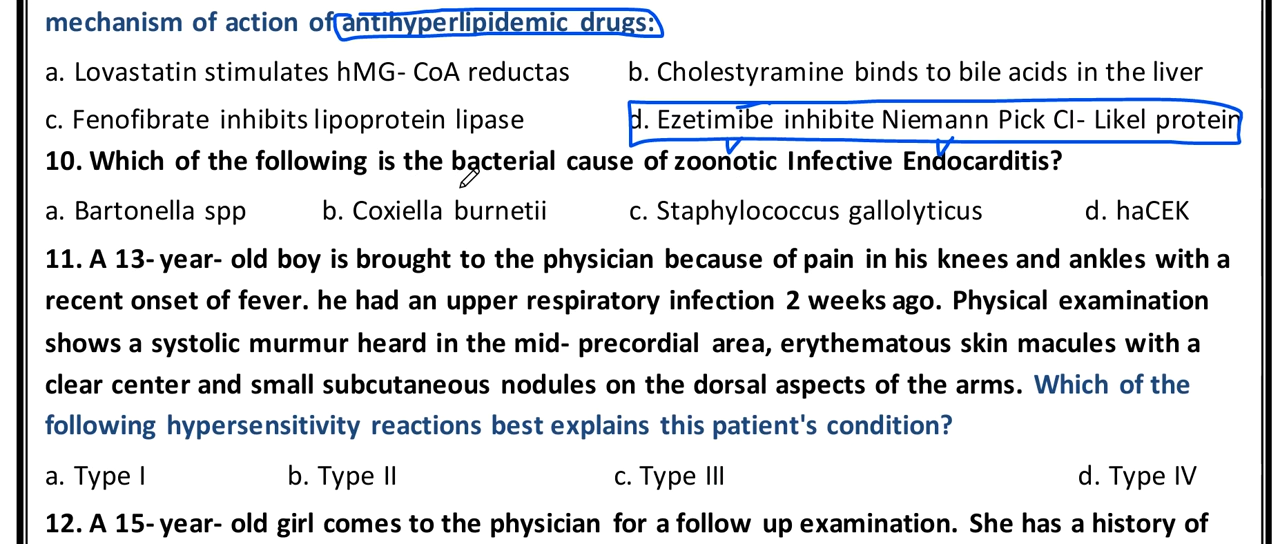 mechanism of action of antihyperlipidemic drugs:
a. Lovastatin stimulates hMG- CoA reductas b. Cholestyramine binds to bile acids in the liver
c. Fenofibrate inhibits lipoprotein lipase d. Ezetimibe inhibite Niemann Pick CI- Likel protein
10. Which of the following is the bacterial cause of zoonotic Infective Endocarditis?
a. Bartonella spp b. Coxiella burnetii c. Staphylococcus gallolyticus d. haCEK
11. A 13- year- old boy is brought to the physician because of pain in his knees and ankles with a
recent onset of fever. he had an upper respiratory infection 2 weeks ago. Physical examination
shows a systolic murmur heard in the mid- precordial area, erythematous skin macules with a
clear center and small subcutaneous nodules on the dorsal aspects of the arms. Which of the
following hypersensitivity reactions best explains this patient's condition?
a. Type I b. Type II c. Type III d. Type IV
12. A 15- year- old girl comes to the physician for a follow up examination. She has a history of